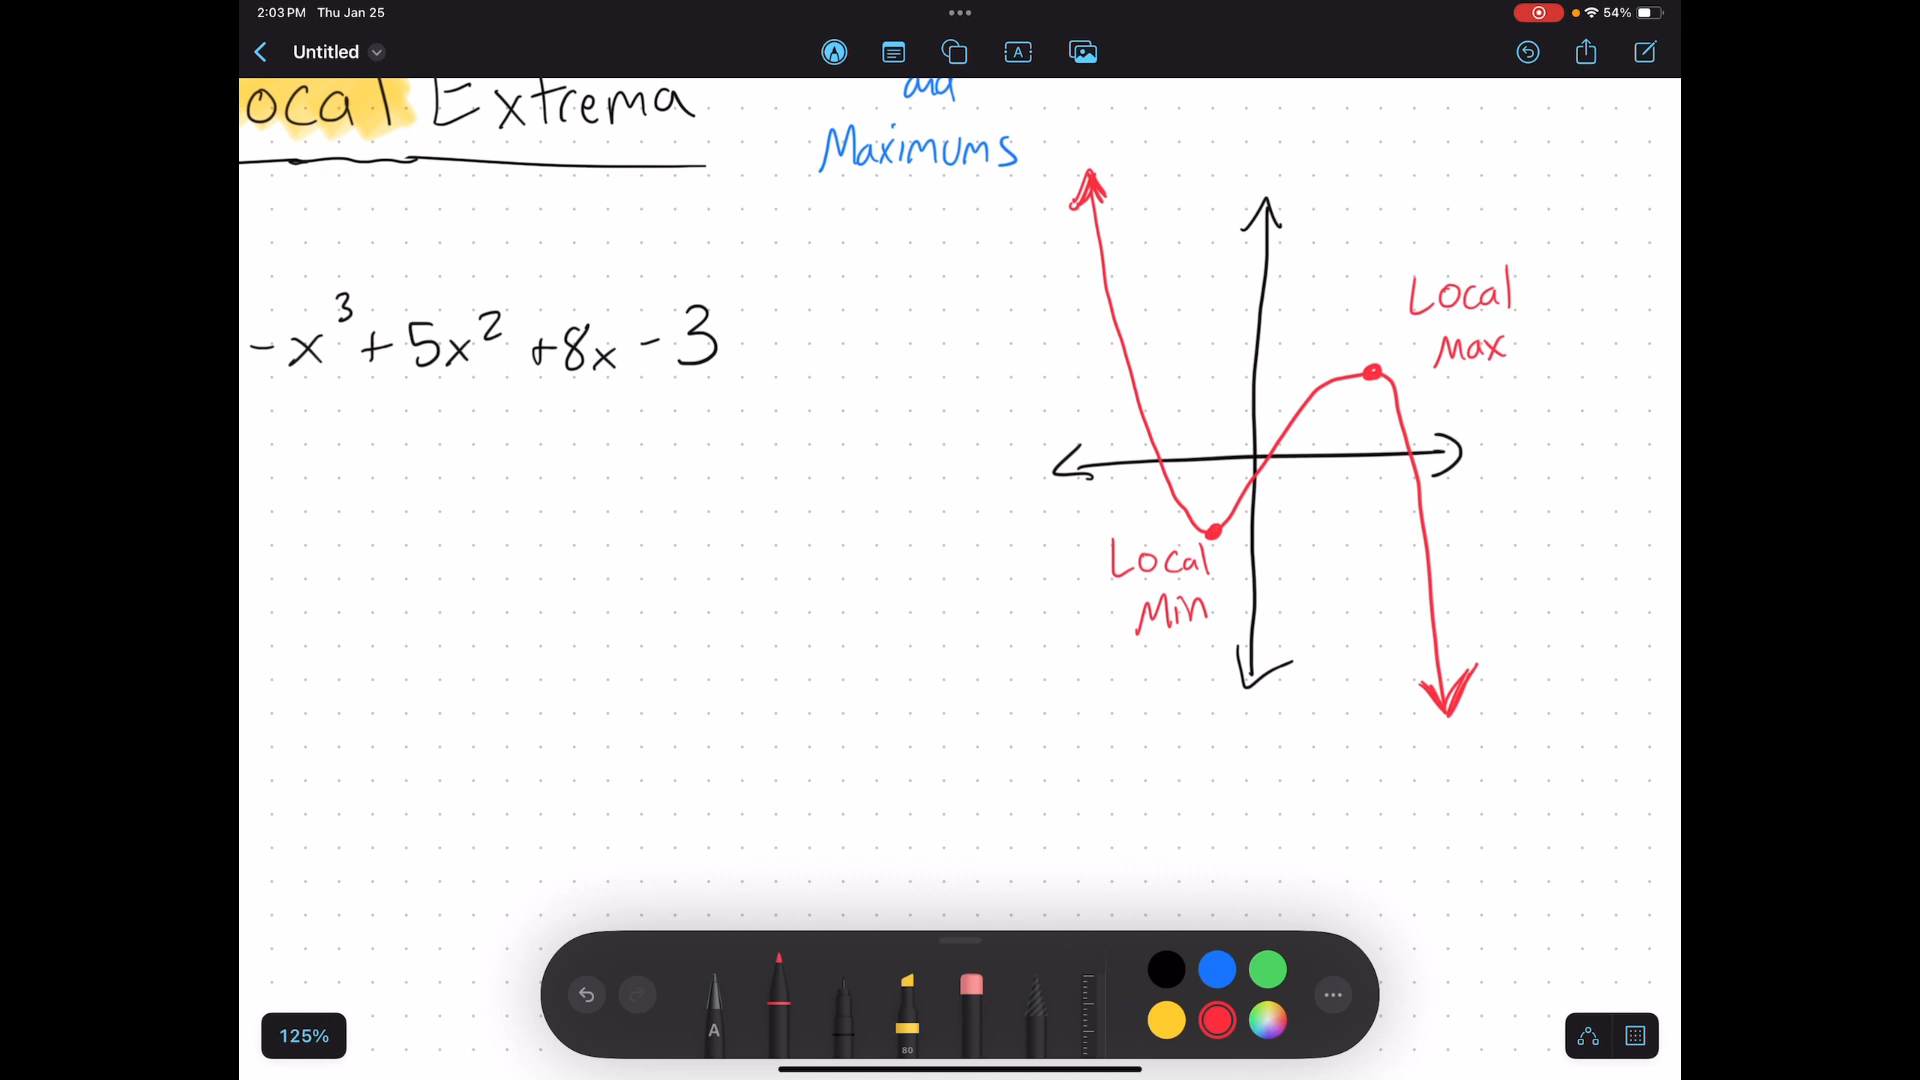 2:03 PM Thu Jan 25
54%
Untitled
A
ocal Extrema
Maximums
-x³ + 5x² + 8x - 3
Local
Max
Local
Min
A
80
125%